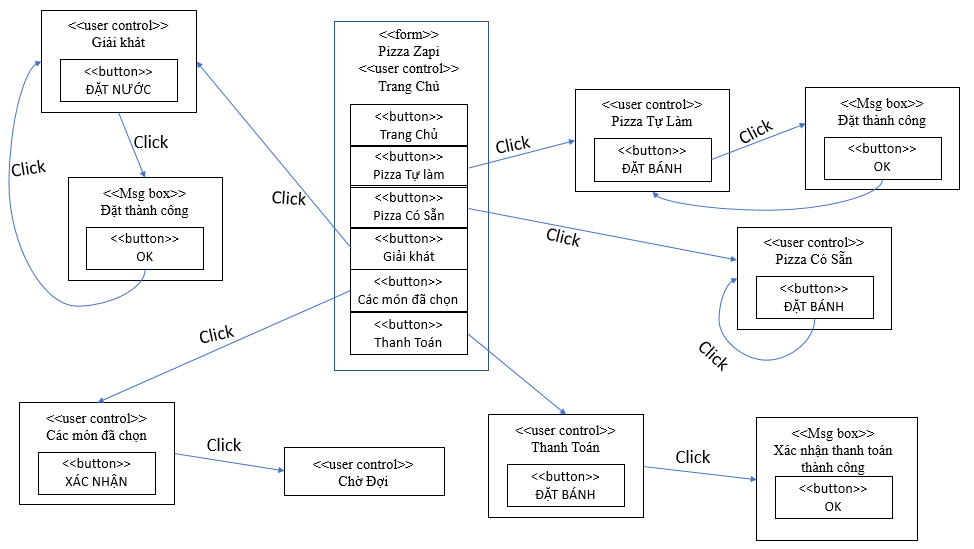 <<user control>>
Giải khát
<<button>>
ĐẶT NƯỚC
Click
Click
<<Msg box>>
Đặt thành công
<<button>>
OK
<<form>>
Pizza Zapi
<<user control>>
Trang Chủ
<<button>>
Trang Chủ
<<button>>
Pizza Tự làm
<<button>>
Pizza Có Sẵn
<<button>>
Giải khát
<<button>>
Các món đã chọn
<<button>>
Thanh Toán
Click
Click
<<user control>>
Pizza Tự Làm
<<button>>
ĐẶT BÁNH
Click
<<Msg box>>
Đặt thành công
<<button>>
OK
Click
<<user control>>
Pizza Có Sẵn
<<button>>
ĐẶT BÁNH
Click
Click
<<user control>>
Các món đã chọn
<<button>>
XÁC NHẬN
Click
<<user control>>
Chờ Đợi
<<user control>>
Thanh Toán
<<button>>
ĐẶT BÁNH
Click
<<Msg box>>
Xác nhận thanh toán
thành công
<<button>>
OK